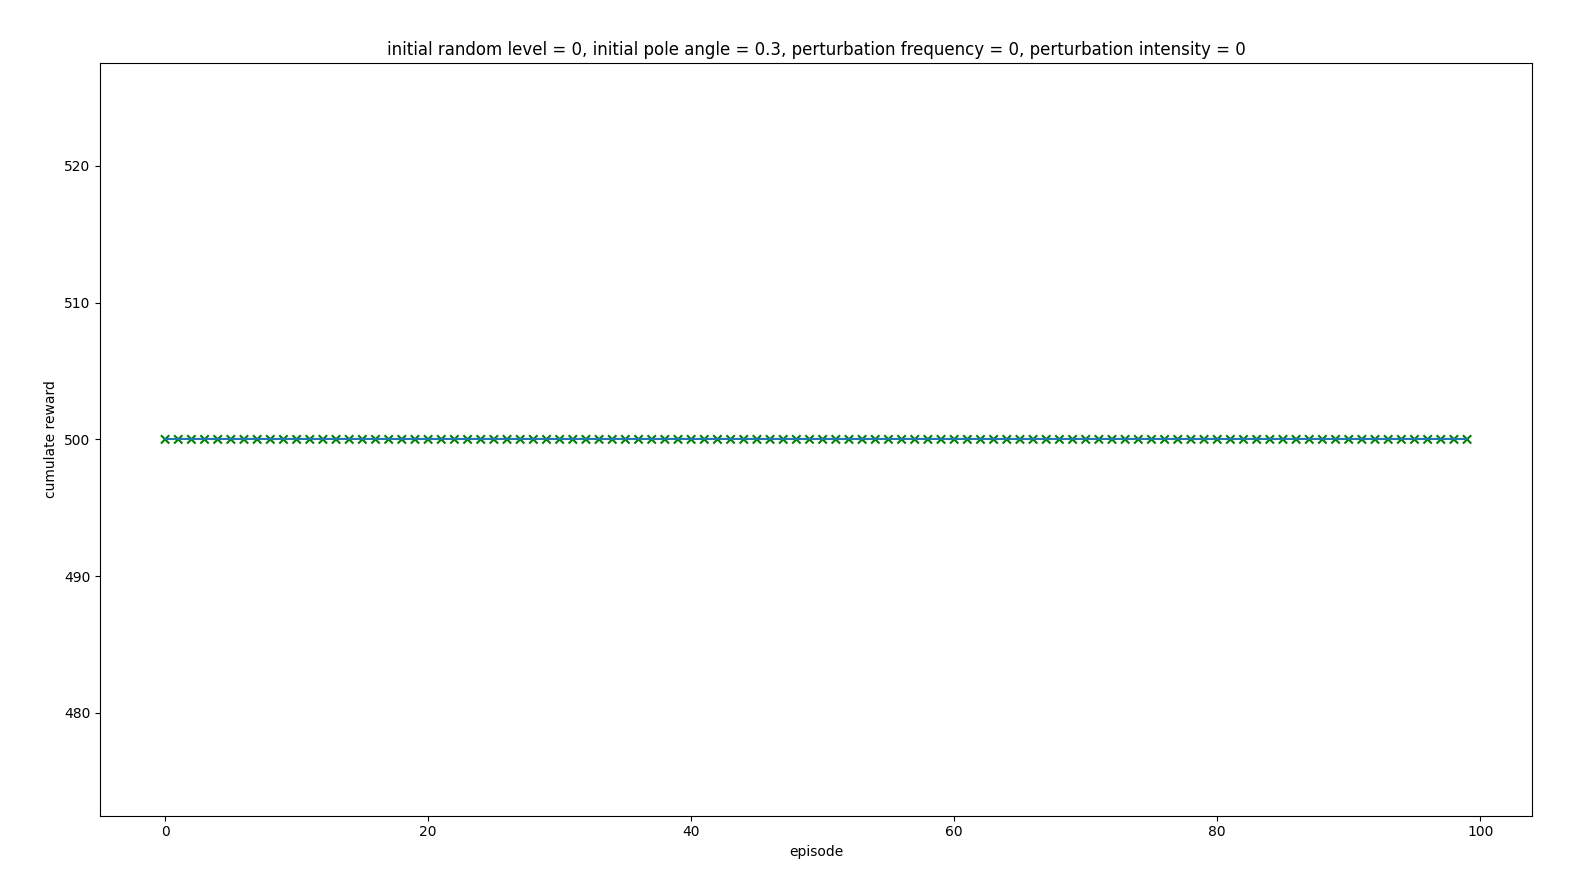 initial random level = 0, initial pole angle = 0.3, perturbation frequency = 0, perturbation intensity = 0
520
510
500
490
480
cumulate reward
0 20 40 60 80 100
episode